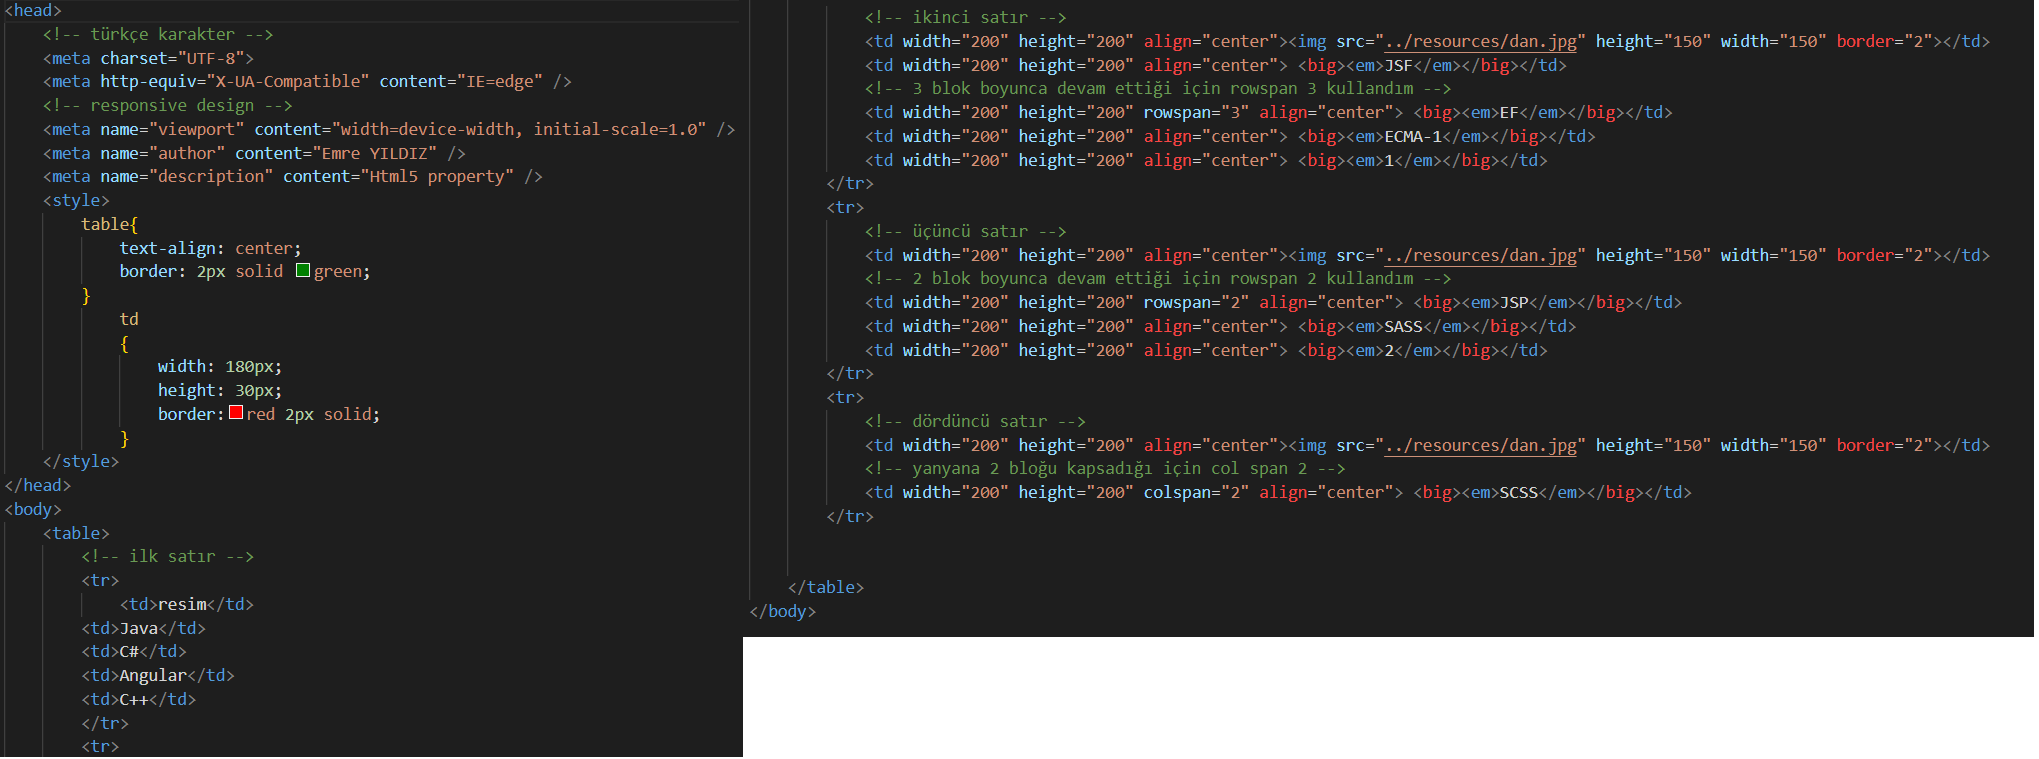 <head>
<!-- türkçe karakter -->
<meta charset="UTF-8">
<meta http-equiv="X-UA-Compatible" content="IE=edge" />
<!-- responsive design -->
<meta name="viewport" content="width=device-width, initial-scale=1.0" />
<meta name="author" content="Emre YILDIZ" />
<meta name="description" content="Html5 property" />
<style>
table{
text-align: center;
border: 2px solid green;
}
td
{
width: 180px;
height: 30px;
border:red 2px solid;
}
</style>
</head>
<body>
<table>
<!-- ilk satır -->
<tr>
<td>resim</td>
<td>Java</td>
<td>C#</td>
<td>Angular</td>
<td>C++</td>
</tr>
<tr>
<!-- ikinci satır -->
<td width="200" height="200" align="center"><img src="../resources/dan.jpg" height="150" width="150" border="2"></td>
<td width="200" height="200" align="center"> <big><em>JSF</em></big></td>
<!-- 3 blok boyunca devam ettiği için rowspan 3 kullandım -->
<td width="200" height="200" rowspan="3" align="center"> <big><em>EF</em></big></td>
<td width="200" height="200" align="center"> <big><em>ECMA-1</em></big></td>
<td width="200" height="200" align="center"> <big><em>1</em></big></td>
</tr>
<tr>
<!-- üçüncü satır -->
<td width="200" height="200" align="center"><img src="../resources/dan.jpg" height="150" width="150" border="2"></td>
<!-- 2 blok boyunca devam ettiği için rowspan 2 kullandım -->
<td width="200" height="200" rowspan="2" align="center"> <big><em>JSP</em></big></td>
<td width="200" height="200" align="center"> <big><em>SASS</em></big></td>
<td width="200" height="200" align="center"> <big><em>2</em></big></td>
</tr>
<tr>
<!-- dördüncü satır -->
<td width="200" height="200" align="center"><img src="../resources/dan.jpg" height="150" width="150" border="2"></td>
<!-- yanyana 2 bloğu kapsadığı için col span 2 -->
<td width="200" height="200" colspan="2" align="center"> <big><em>SCSS</em></big></td>
</tr>
</table>
</body>